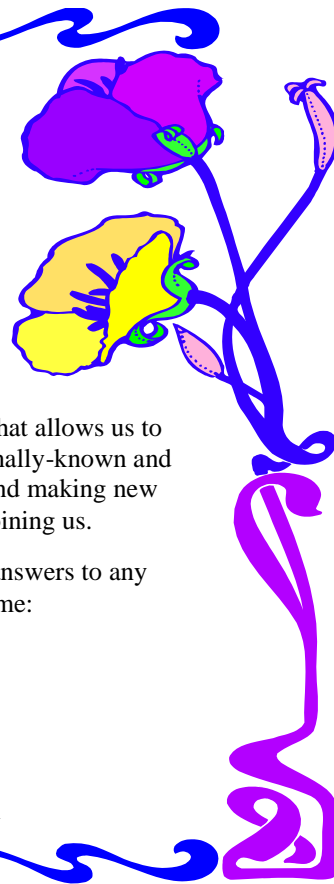 hat allows us to
nally-known and
nd making new
ining us.
nswers to any
me: